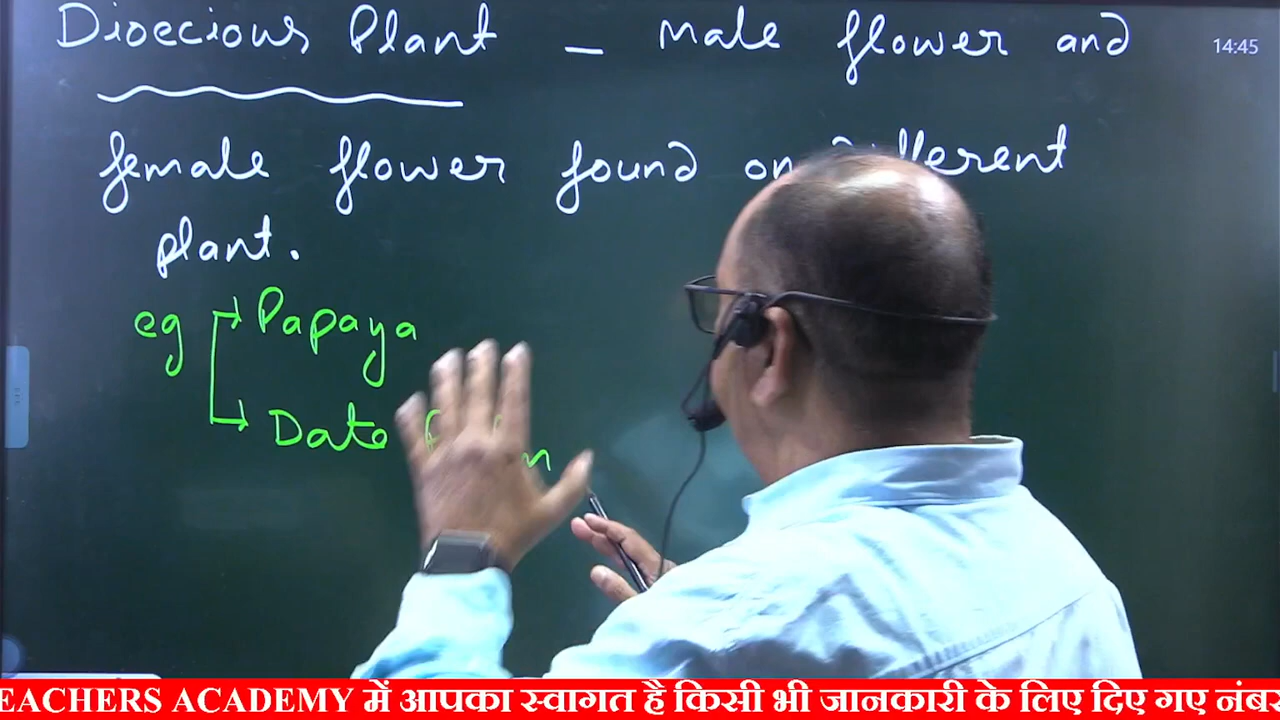 Dioecious Plant – Male flower and
14:45
female flower found on different
plant.
eg → Papaya
→ Date
EACHERS ACADEMY में आपका स्वागत है किसी भी जानकारी के लिए दिए गए नंबर